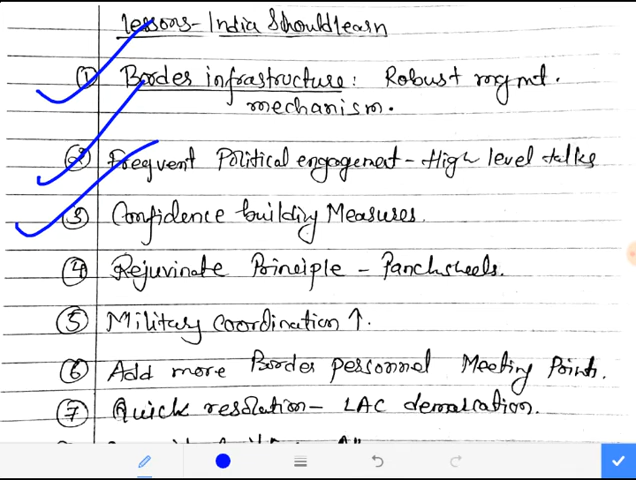 Lessons- India Should learn
① Border infrastructure: Robust mgmt.
mechanism.
② Frequent Political engagement - High level talks
③ Confidence building Measures.
④ Rejuvinate Principle - Panchsheels.
⑤ Military coordination ↑.
⑥ Add more Border personnel Meeting Points.
⑦ Quick resolation - LAC demarcation.